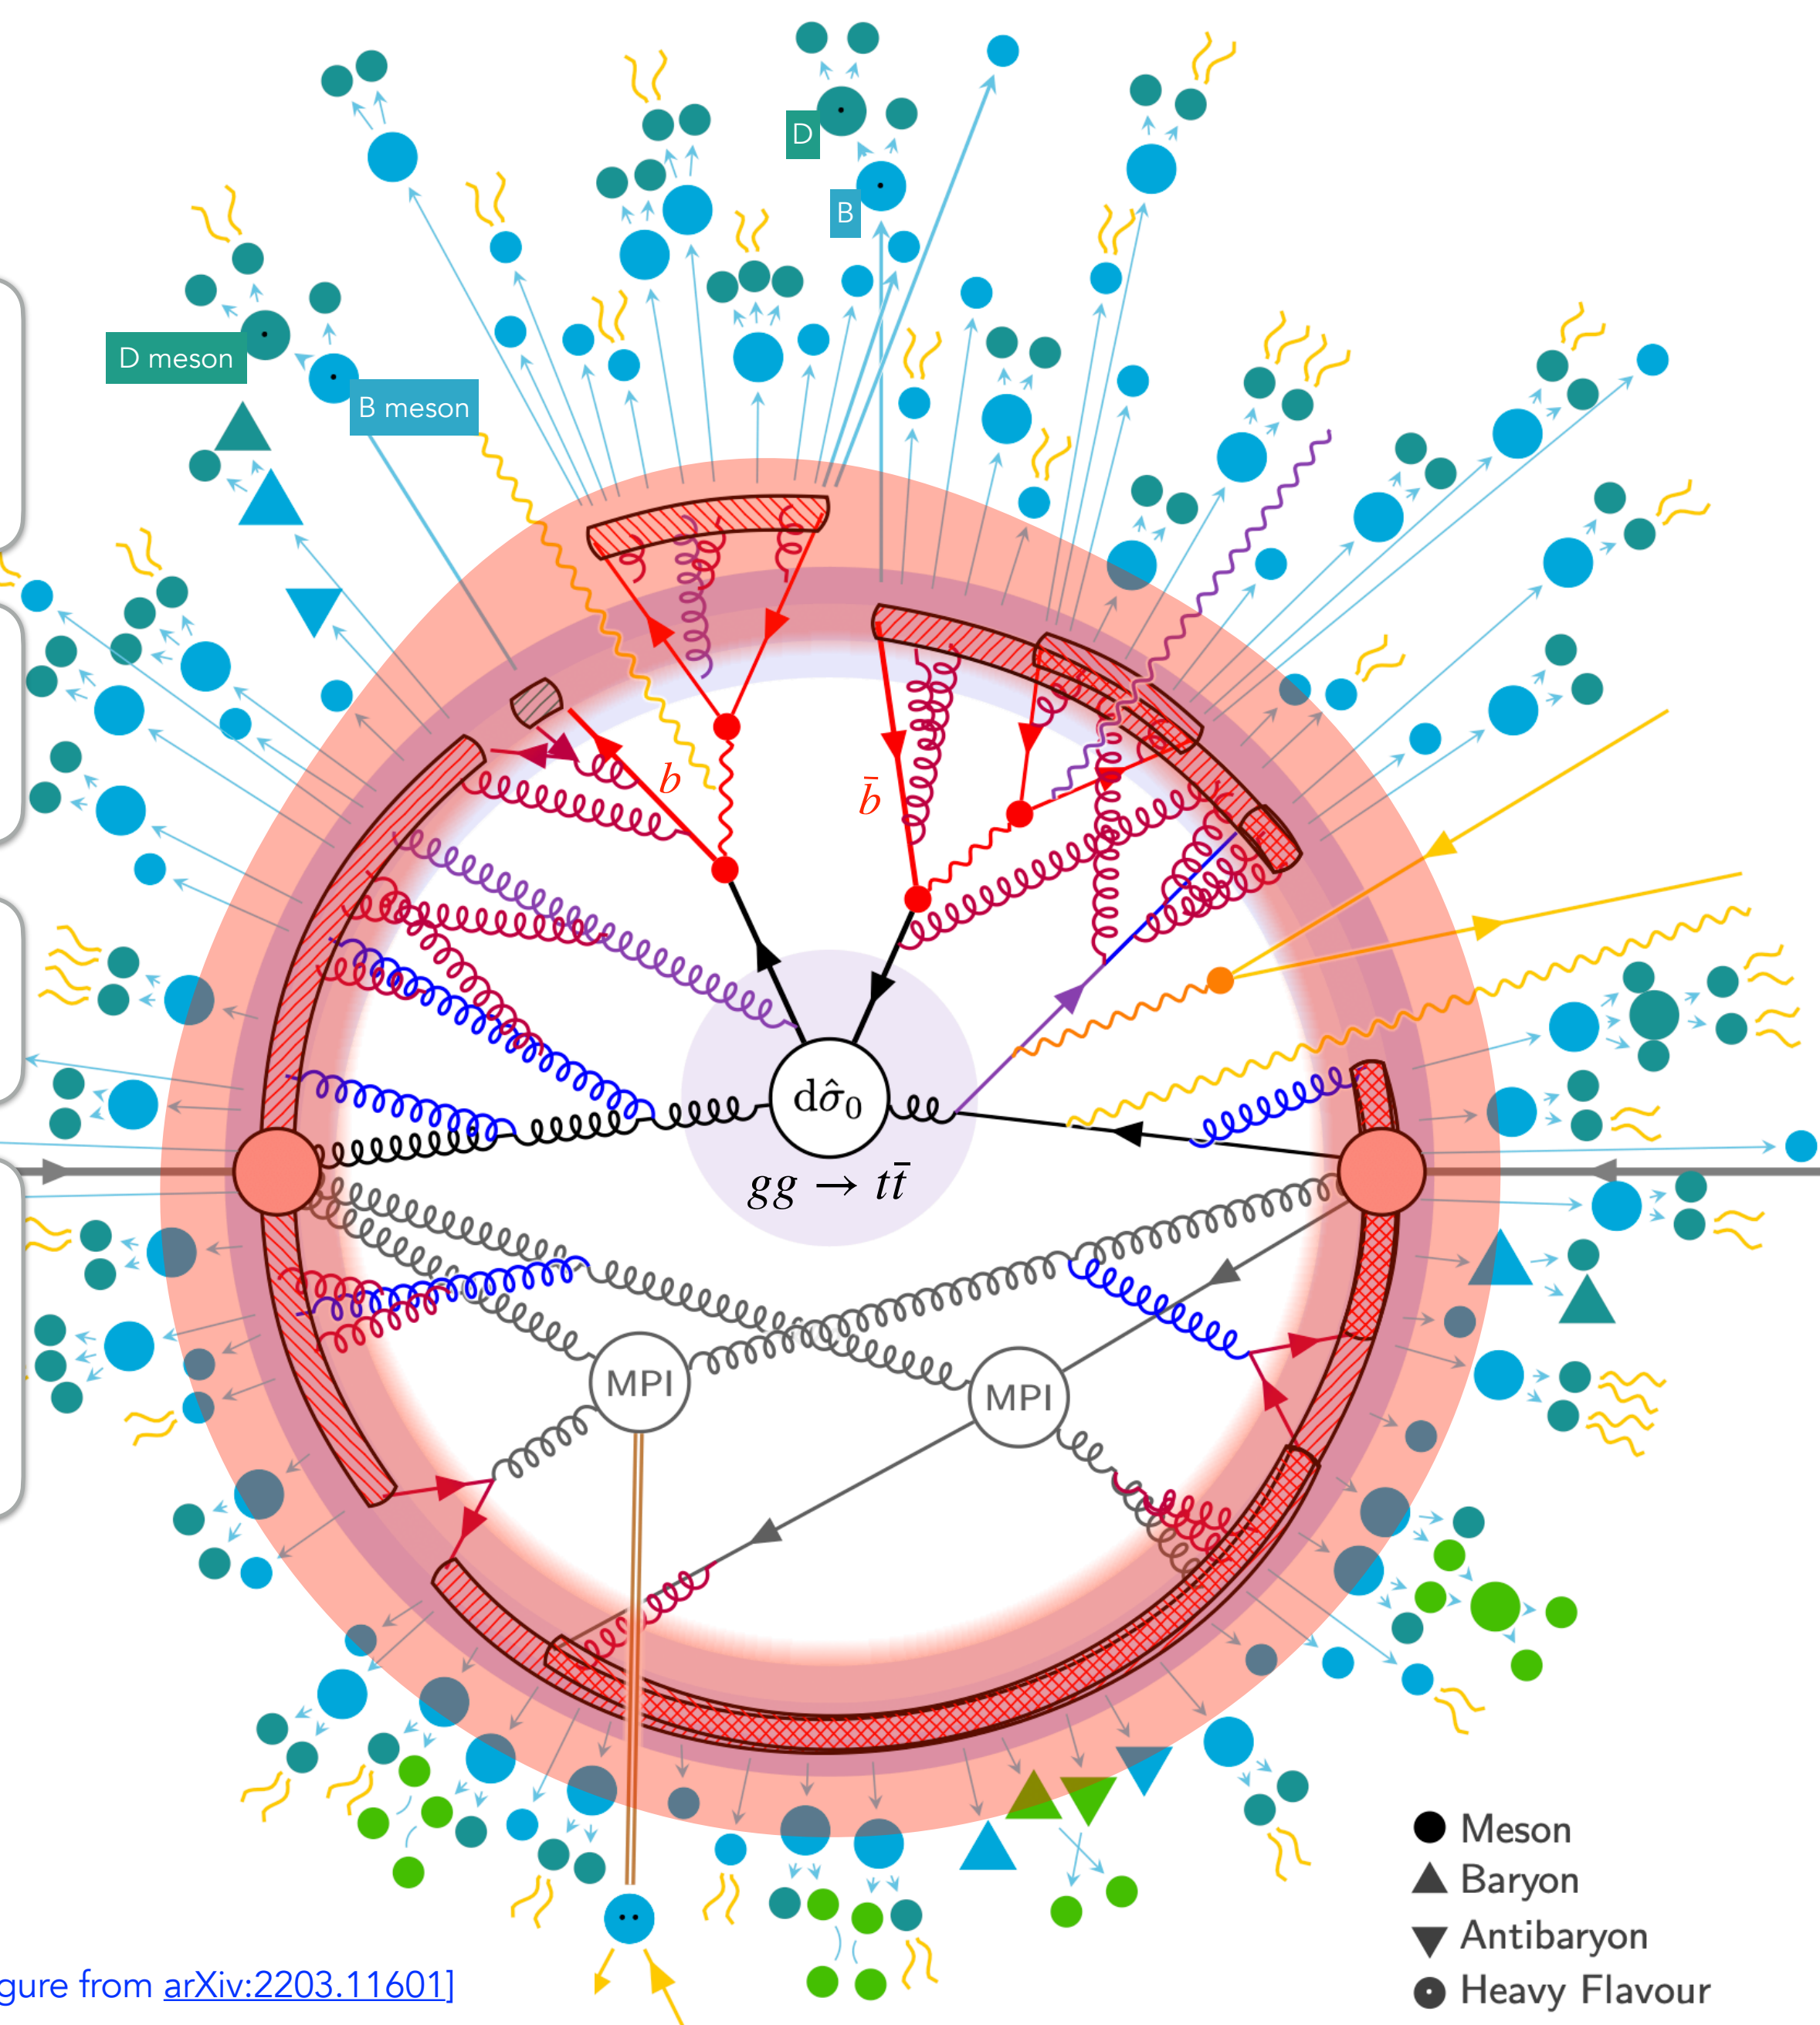 D
B
D meson
B meson
b
b̄
dσ̂₀
gg → tt̄
MPI
MPI
Meson
Baryon
Antibaryon
Heavy Flavour
gure from arXiv:2203.11601]